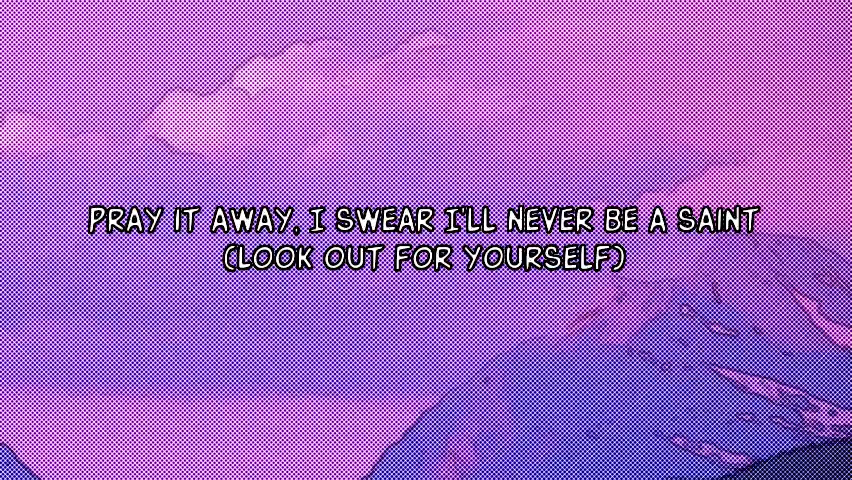 PRAY IT AWAY, I SWEAR I'LL NEVER BE A SAINT
(LOOK OUT FOR YOURSELF)